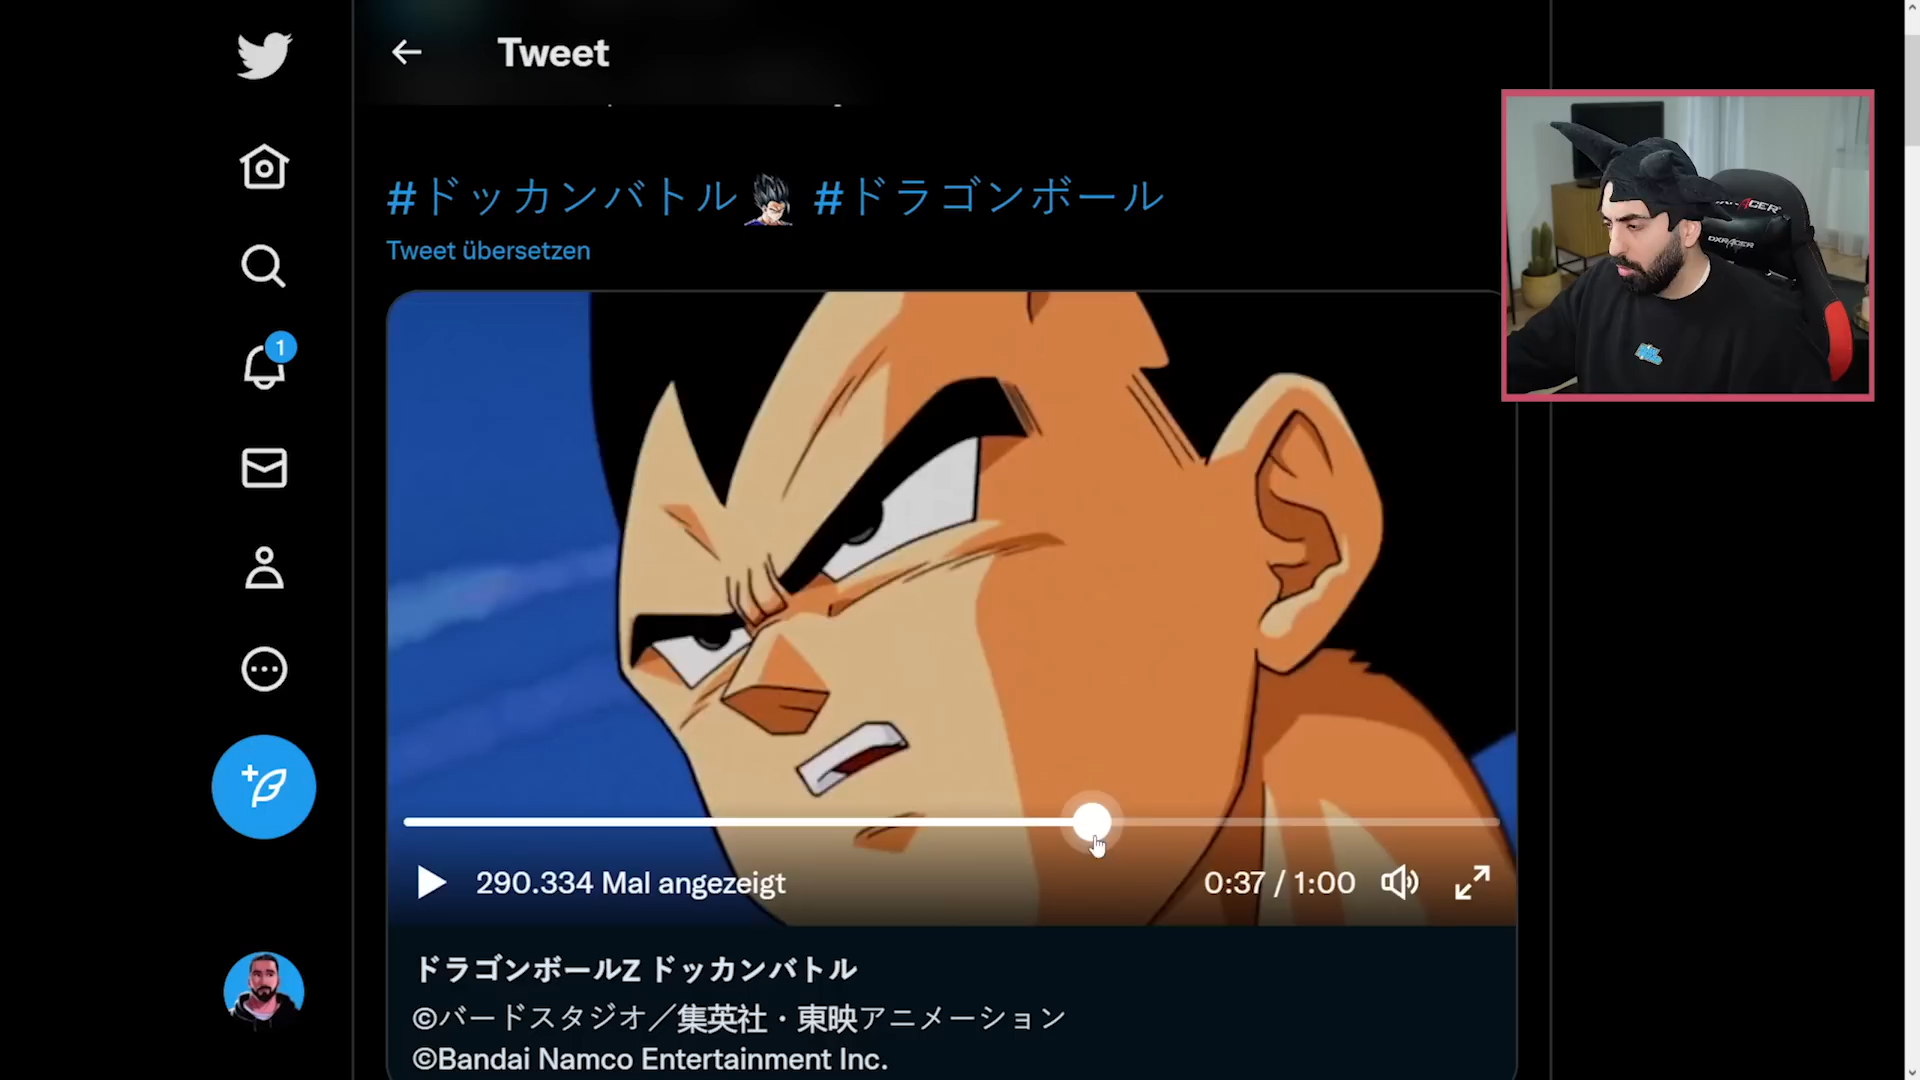 Tweet
#ドッカンバトル #ドラゴンボール
Tweet übersetzen
1
290.334 Mal angezeigt
0:37 / 1:00
ドラゴンボールZ ドッカンバトル
©バードスタジオ／集英社・東映アニメーション
©Bandai Namco Entertainment Inc.